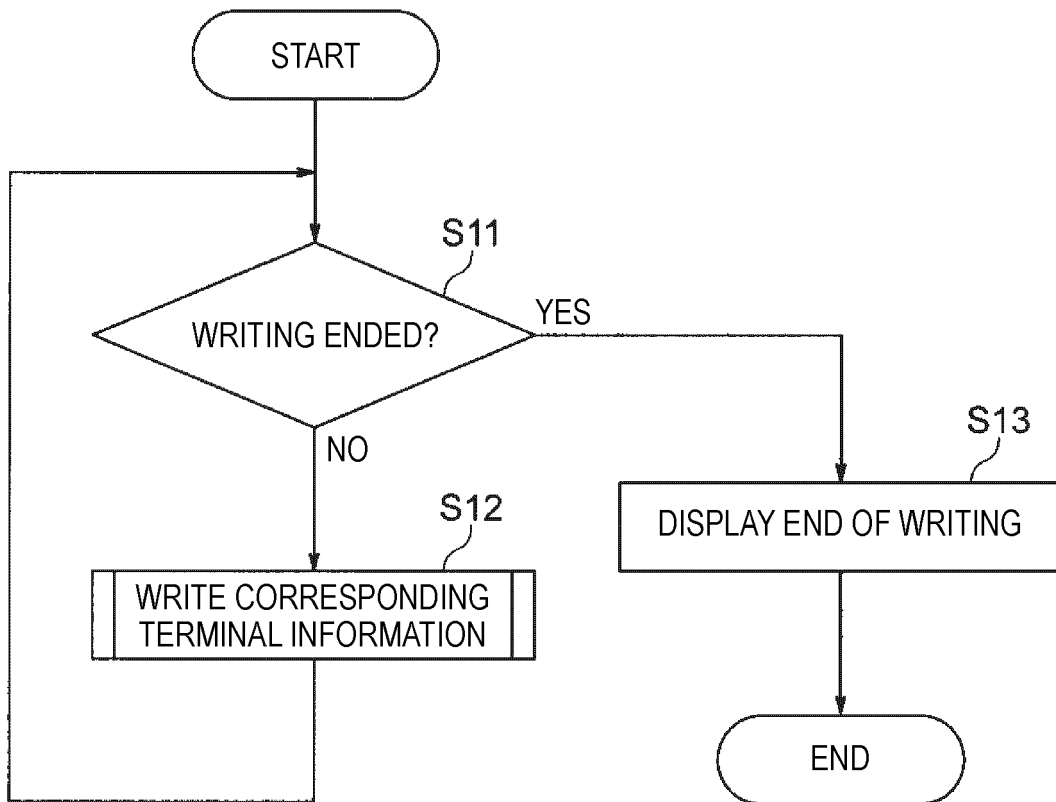 START
S11
WRITING ENDED?
YES
NO
S13
DISPLAY END OF WRITING
S12
WRITE CORRESPONDING
TERMINAL INFORMATION
END